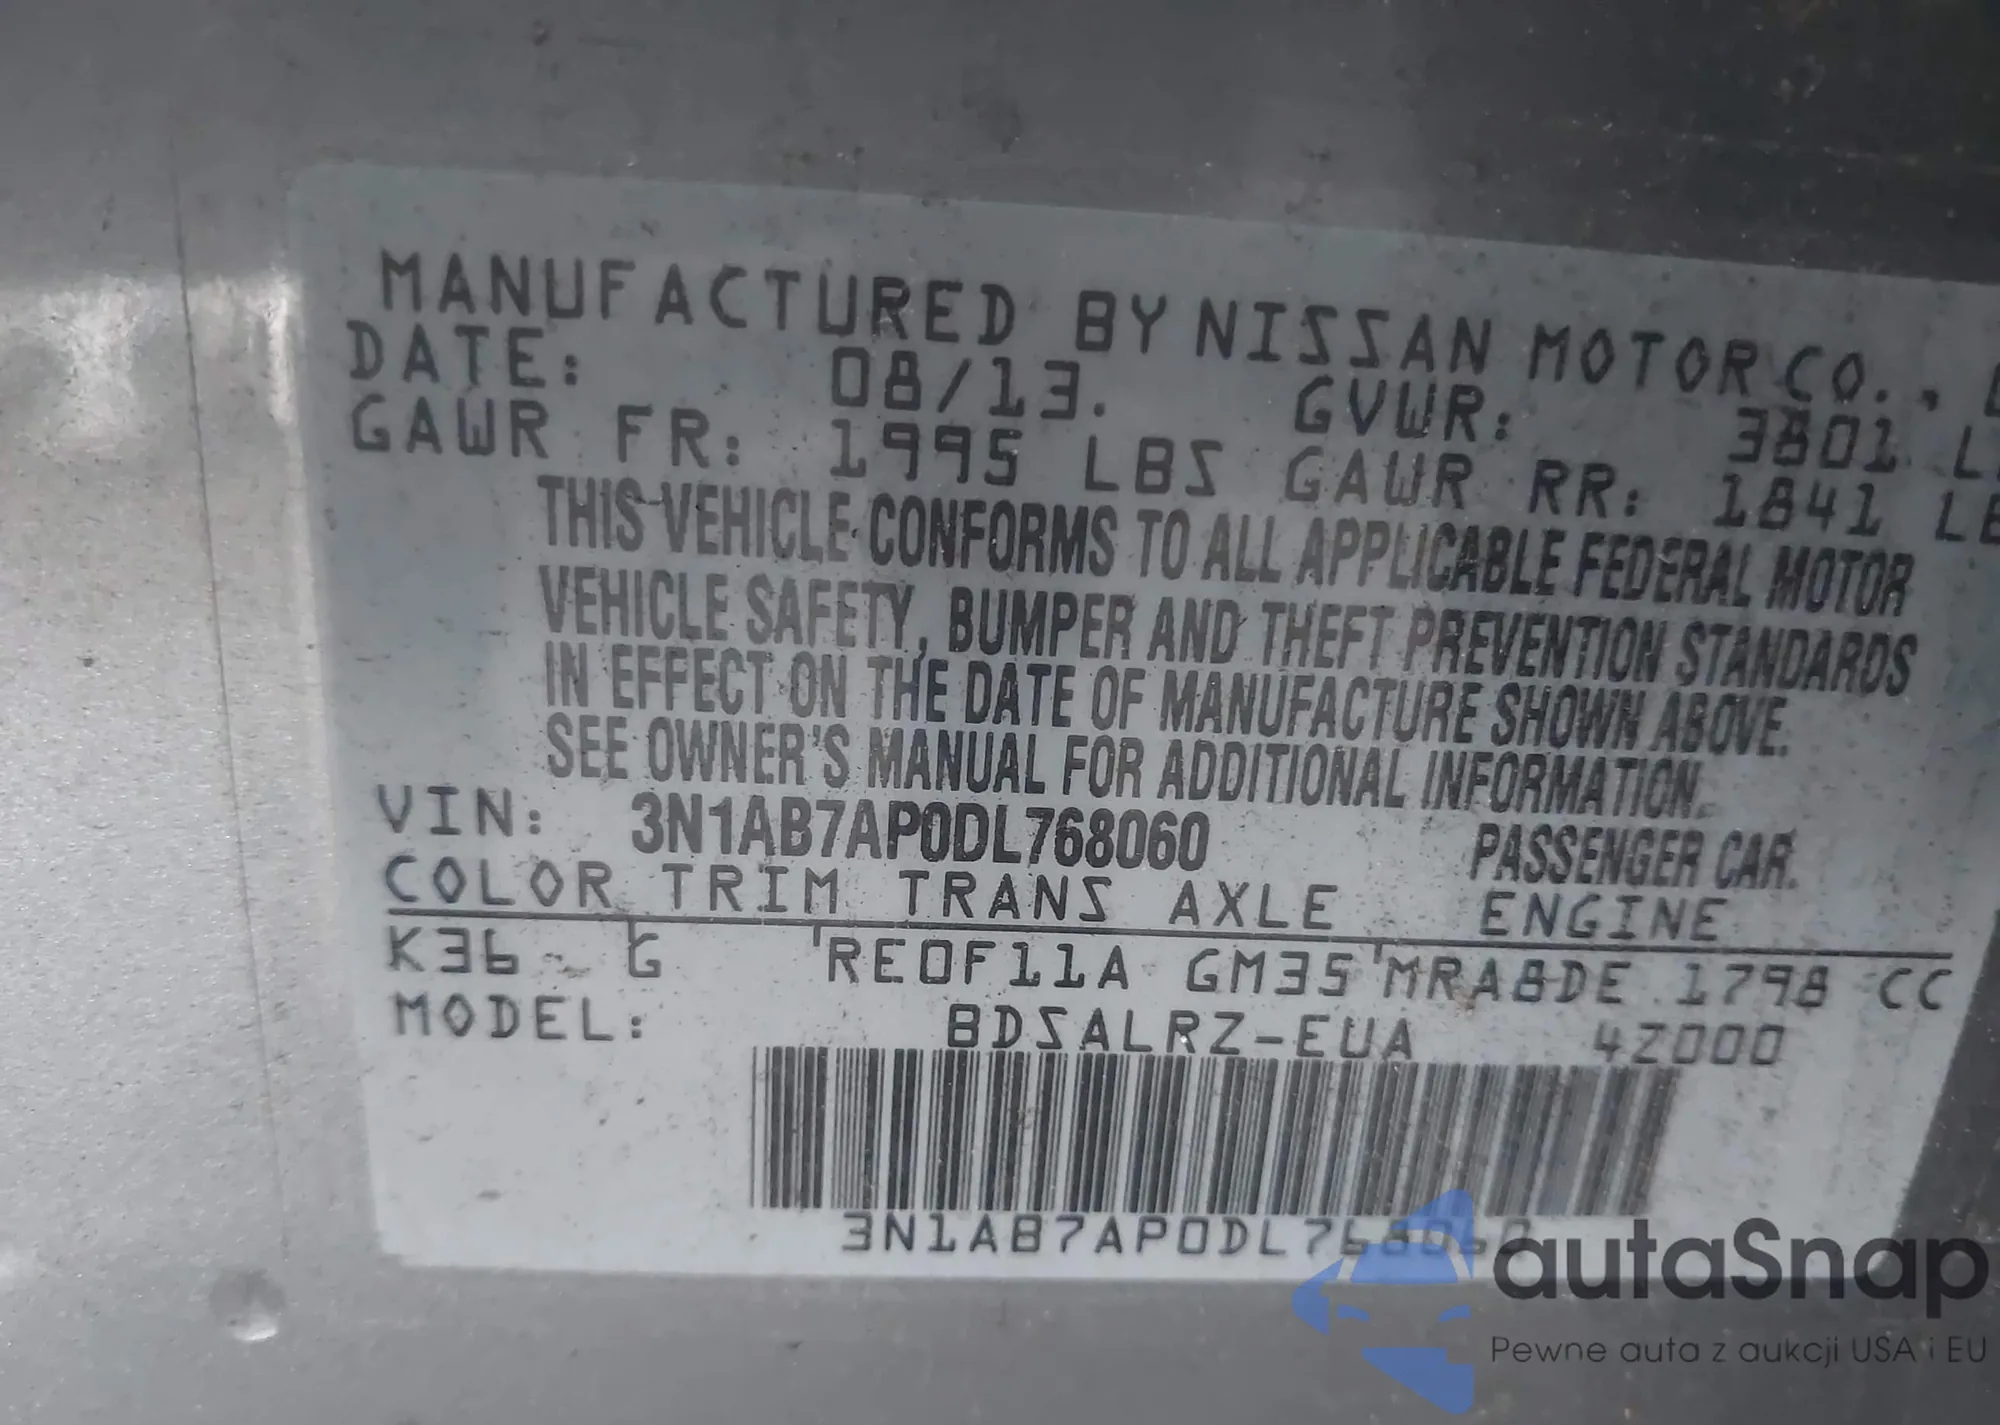 MANUFACTURED BY NISSAN MOTOR CO.,
DATE: 08/13. GVWR: 3801
GAWR FR: 1995 LBS GAWR RR: 1841
THIS VEHICLE CONFORMS TO ALL APPLICABLE FEDERAL MOTOR
VEHICLE SAFETY, BUMPER AND THEFT PREVENTION STANDARDS
IN EFFECT ON THE DATE OF MANUFACTURE SHOWN ABOVE.
SEE OWNER'S MANUAL FOR ADDITIONAL INFORMATION.
VIN: 3N1AB7AP0DL768060 PASSENGER CAR.
COLOR TRIM TRANS AXLE ENGINE
K36 G RE0F11A GM35 MRA8DE 1798 CC
MODEL: BDSALRZ-EUA 4Z000
3N1AB7AP0DL768060
autaSnap
Pewne auta z aukcji USA i EU